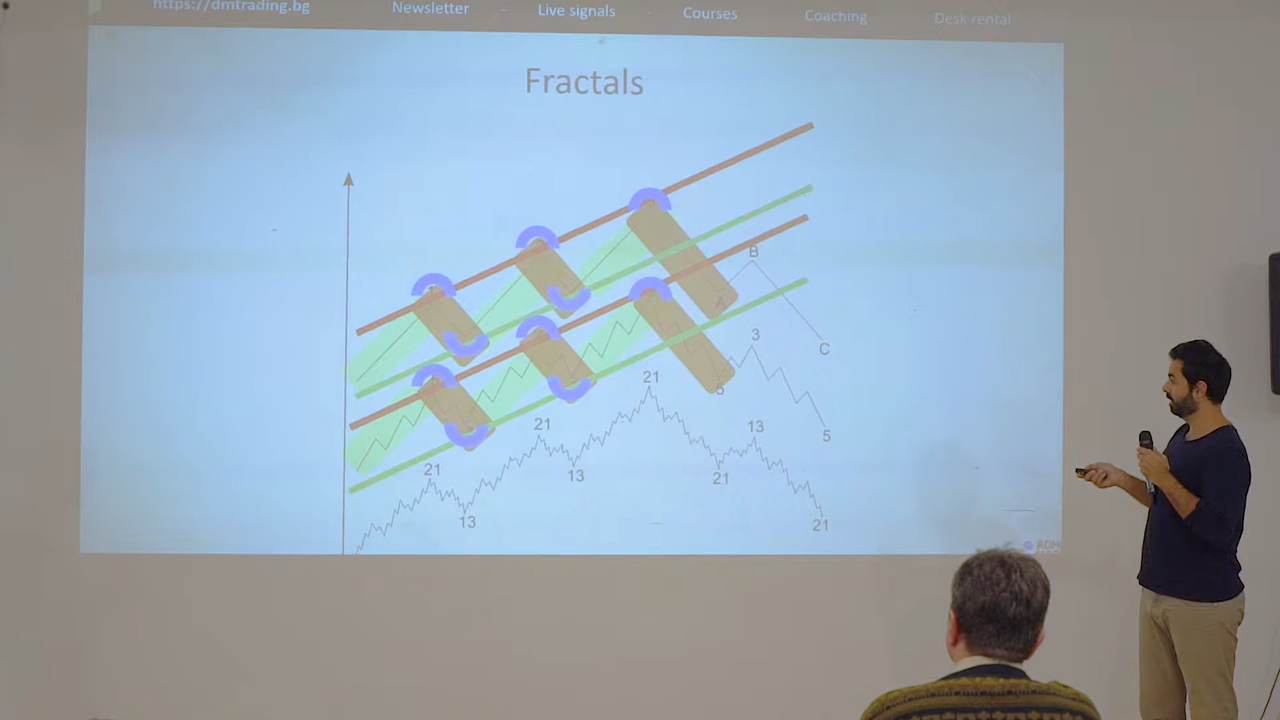 https://dmtrading.bg Newsletter - Live signals - Courses Coaching Desk rental
Fractals
B
A
C
3
5
5
21
21
13
21
13
21
13
21
13
21
ADM